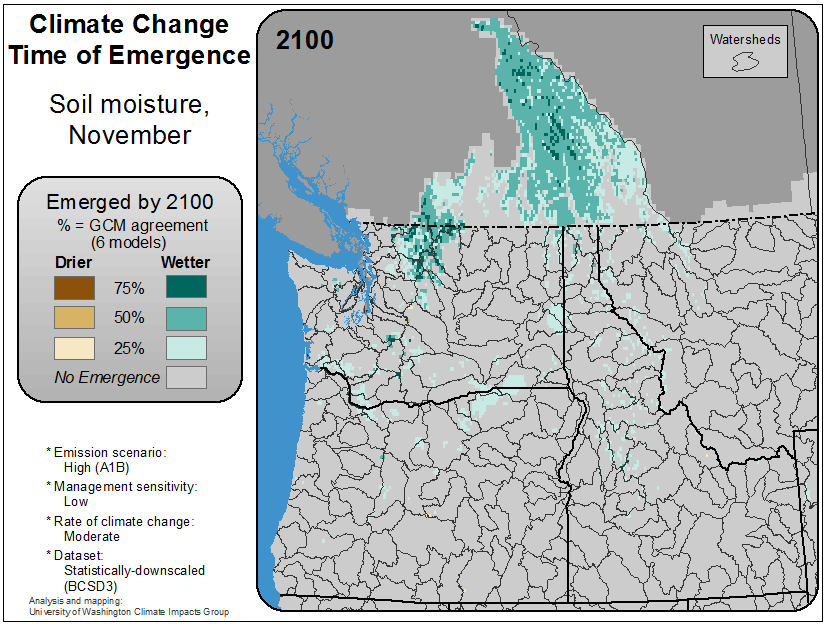 Climate Change
Time of Emergence
Soil moisture,
November
Emerged by 2100
% = GCM agreement
(6 models)
Drier
Wetter
75%
50%
25%
No Emergence
* Emission scenario:
High (A1B)
* Management sensitivity:
Low
* Rate of climate change:
Moderate
* Dataset:
Statistically-downscaled
(BCSD3)
Analysis and mapping:
University of Washington Climate Impacts Group
2100
Watersheds